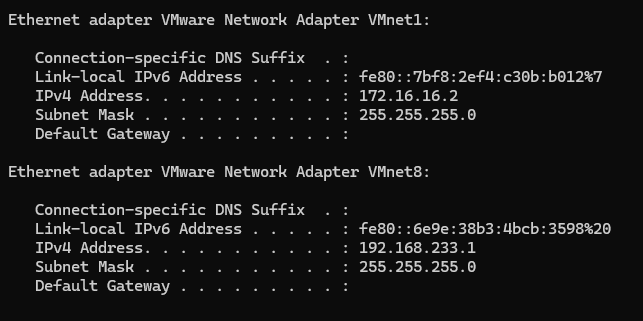 Ethernet adapter VMware Network Adapter VMnet1:
Connection-specific DNS Suffix  . :
Link-local IPv6 Address . . . . . : fe80::7bf8:2ef4:c30b:b012%7
IPv4 Address. . . . . . . . . . . : 172.16.16.2
Subnet Mask . . . . . . . . . . . : 255.255.255.0
Default Gateway . . . . . . . . . :
Ethernet adapter VMware Network Adapter VMnet8:
Connection-specific DNS Suffix  . :
Link-local IPv6 Address . . . . . : fe80::6e9e:38b3:4bcb:3598%20
IPv4 Address. . . . . . . . . . . : 192.168.233.1
Subnet Mask . . . . . . . . . . . : 255.255.255.0
Default Gateway . . . . . . . . . :